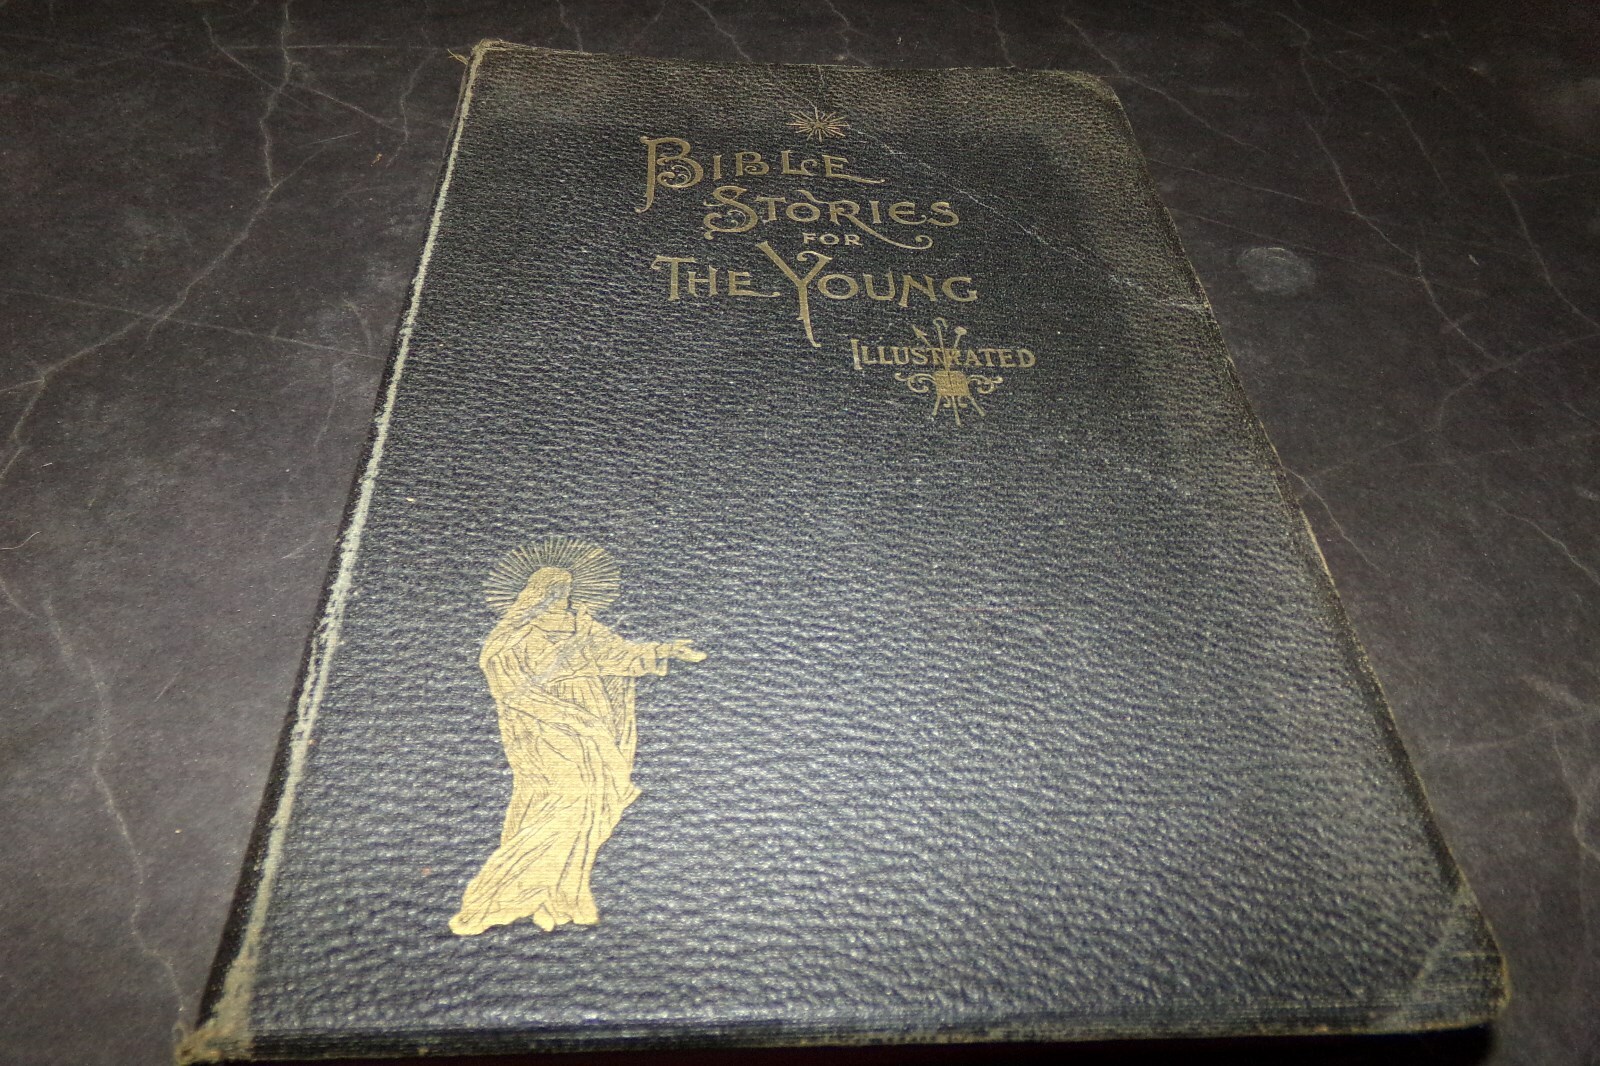 BIBLE
STORIES
FOR
THE YOUNG
ILLUSTRATED